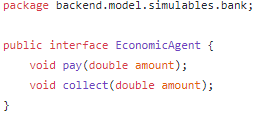 package backend.model.simulables.bank;
public interface EconomicAgent {
    void pay(double amount);
    void collect(double amount);
}